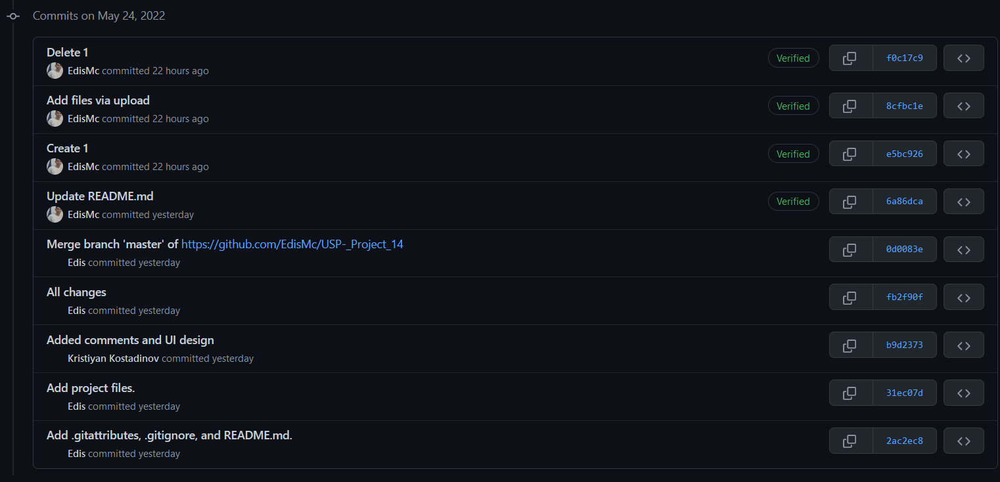 Commits on May 24, 2022
Delete 1
EdisMc committed 22 hours ago
Verified
f0c17c9
Add files via upload
EdisMc committed 22 hours ago
Verified
8cfbc1e
Create 1
EdisMc committed 22 hours ago
Verified
e5bc926
Update README.md
EdisMc committed yesterday
Verified
6a86dca
Merge branch 'master' of https://github.com/EdisMc/USP-_Project_14
Edis committed yesterday
0d0083e
All changes
Edis committed yesterday
fb2f90f
Added comments and UI design
Kristiyan Kostadinov committed yesterday
b9d2373
Add project files.
Edis committed yesterday
31ec07d
Add .gitattributes, .gitignore, and README.md.
Edis committed yesterday
2ac2ec8